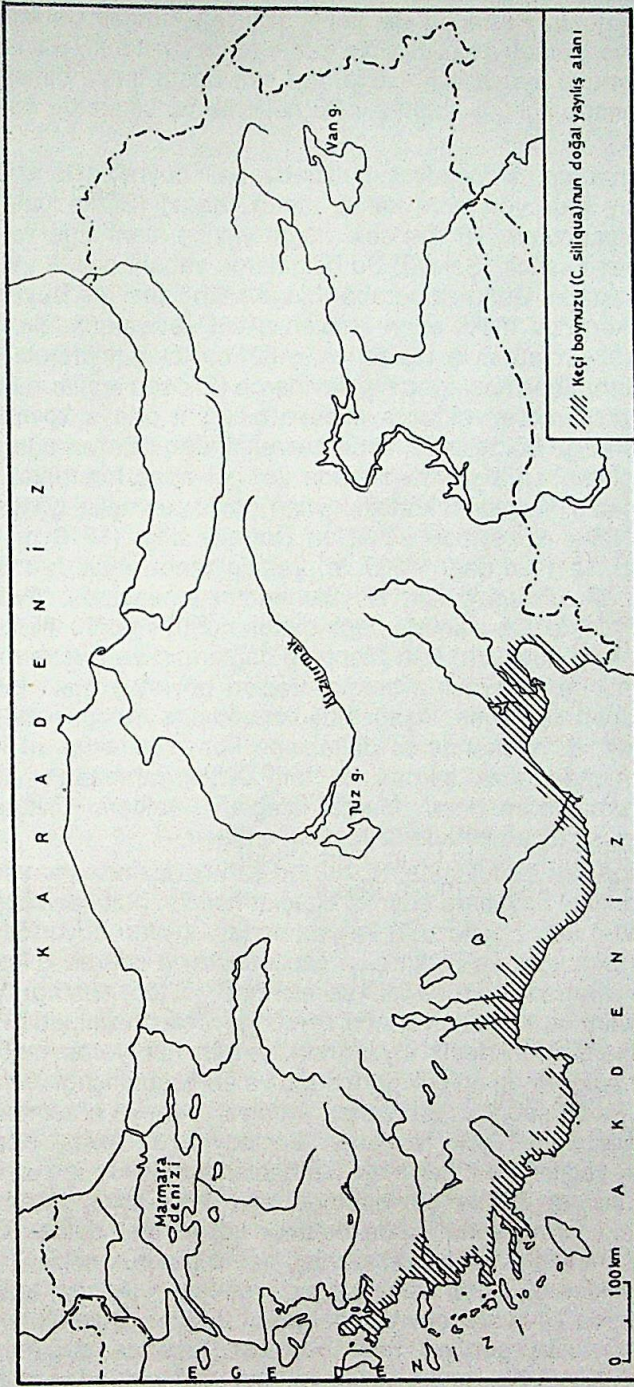 K A R A D E N İ Z
Marmara
denizi
Kızılırmak
Tuz g.
Van g.
E G E D E N İ Z İ
A K D E N İ Z
0 100km
Keçi boynuzu (C. siliqua)nun doğal yayılış alanı